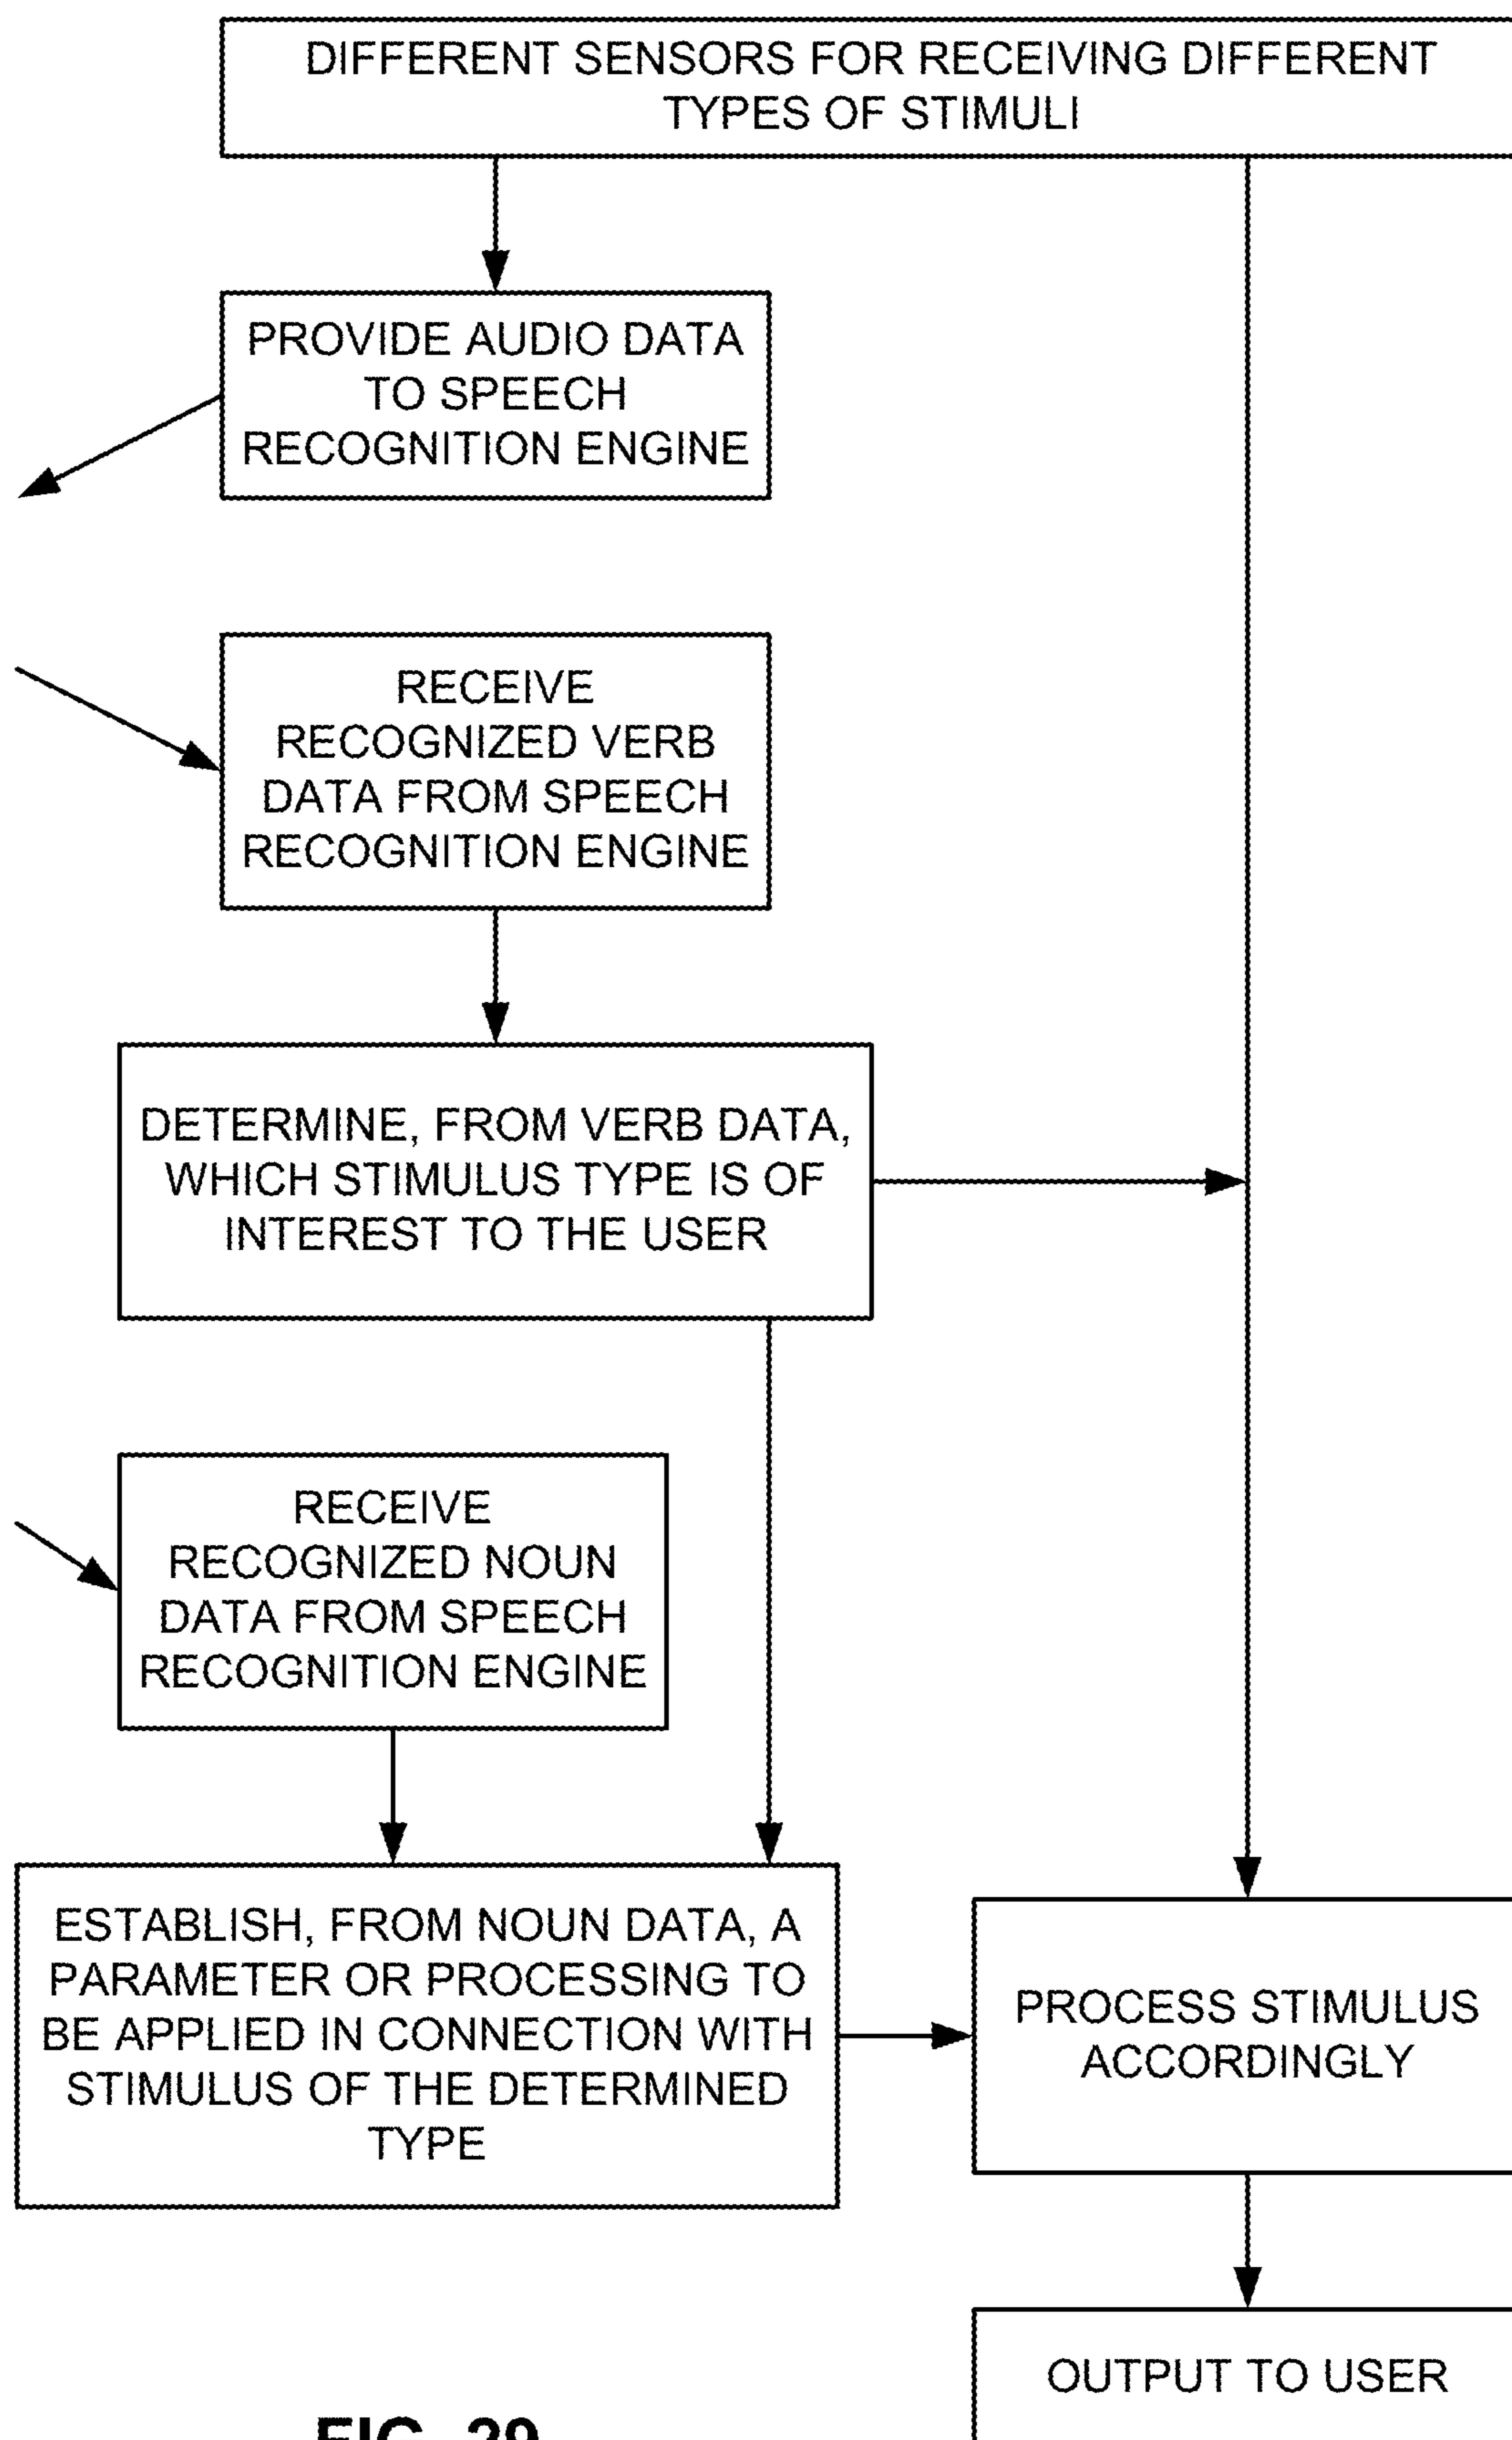 DIFFERENT SENSORS FOR RECEIVING DIFFERENT
TYPES OF STIMULI
PROVIDE AUDIO DATA
TO SPEECH
RECOGNITION ENGINE
RECEIVE
RECOGNIZED VERB
DATA FROM SPEECH
RECOGNITION ENGINE
DETERMINE, FROM VERB DATA,
WHICH STIMULUS TYPE IS OF
INTEREST TO THE USER
RECEIVE
RECOGNIZED NOUN
DATA FROM SPEECH
RECOGNITION ENGINE
ESTABLISH, FROM NOUN DATA, A
PARAMETER OR PROCESSING TO
BE APPLIED IN CONNECTION WITH
STIMULUS OF THE DETERMINED
TYPE
PROCESS STIMULUS
ACCORDINGLY
OUTPUT TO USER
FIG. 29